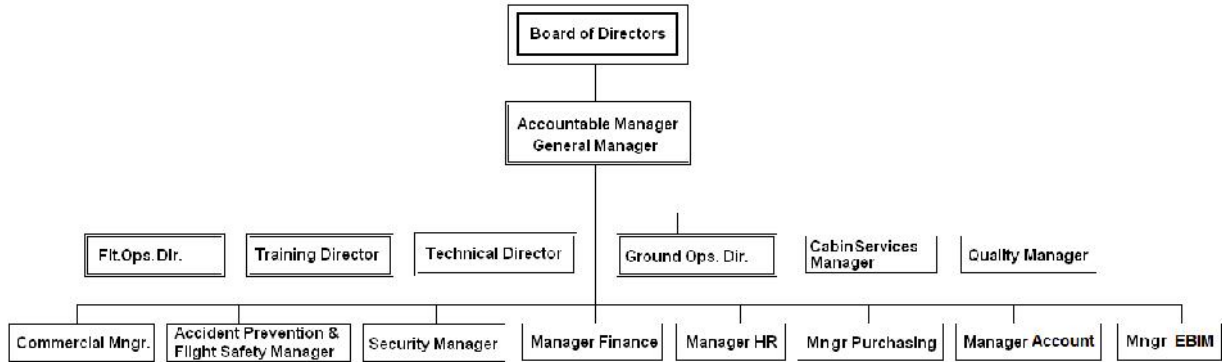 Board of Directors
Accountable Manager
General Manager
Flt.Ops. Dir.
Training Director
Technical Director
Ground Ops. Dir.
Cabin Services
Manager
Quality Manager
Commercial Mngr.
Accident Prevention &
Flight Safety Manager
Security Manager
Manager Finance
Manager HR
Mngr Purchasing
Manager Account
Mngr EBIM